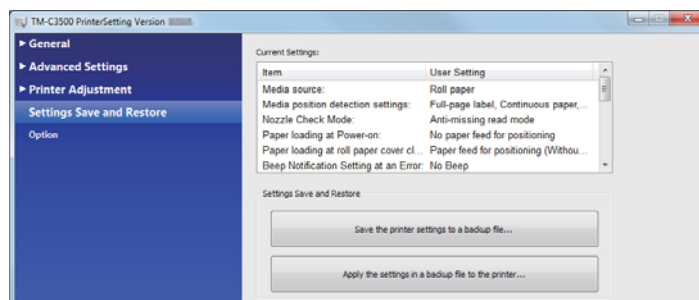 TM-C3500 PrinterSetting Version
General
Advanced Settings
Printer Adjustment
Settings Save and Restore
Option
Current Settings:
Item User Setting
Media source: Roll paper
Media position detection settings: Full-page label, Continuous paper,...
Nozzle Check Mode: Anti-missing read mode
Paper loading at Power-on: No paper feed for positioning
Paper loading at roll paper cover cl... Paper feed for positioning (Withou...
Beep Notification Setting at an Error: No Beep
Settings Save and Restore
Save the printer settings to a backup file...
Apply the settings in a backup file to the printer...